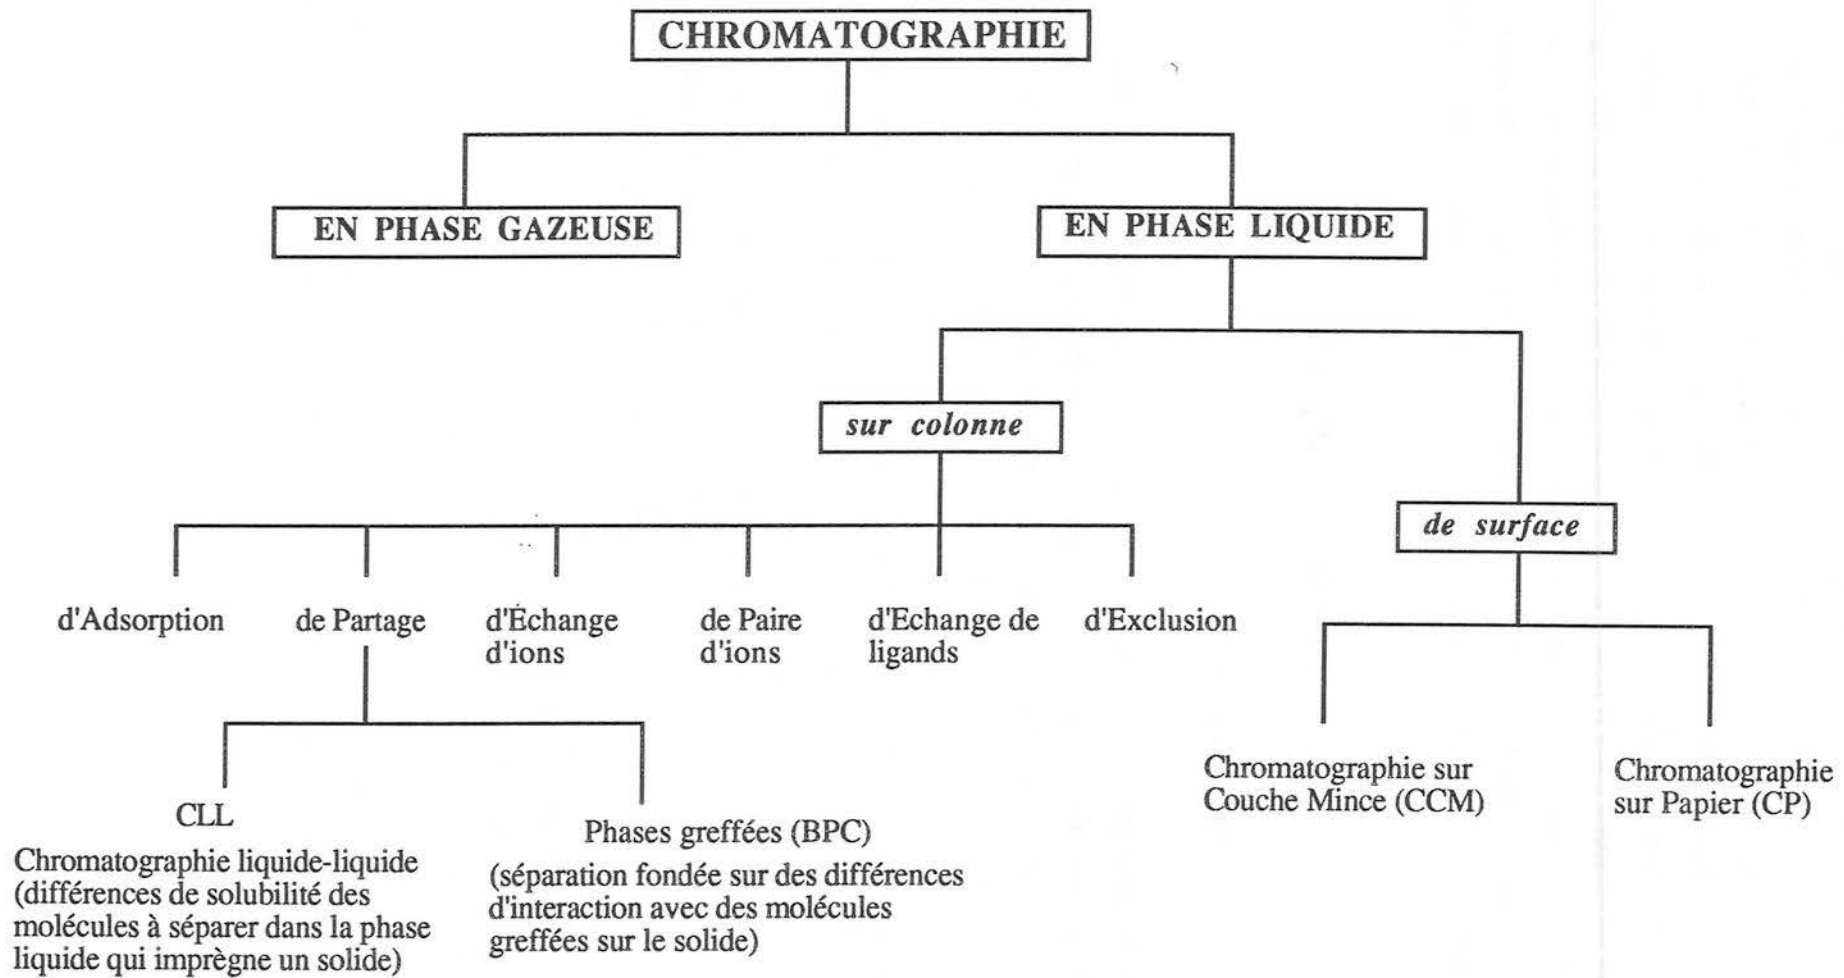 CHROMATOGRAPHIE
EN PHASE GAZEUSE
EN PHASE LIQUIDE
sur colonne
de surface
d'Adsorption
de Partage
d'Échange
d'ions
de Paire
d'ions
d'Echange de
ligands
d'Exclusion
CLL
Chromatographie liquide-liquide
(différences de solubilité des
molécules à séparer dans la phase
liquide qui imprègne un solide)
Phases greffées (BPC)
(séparation fondée sur des différences
d'interaction avec des molécules
greffées sur le solide)
Chromatographie sur
Couche Mince (CCM)
Chromatographie
sur Papier (CP)